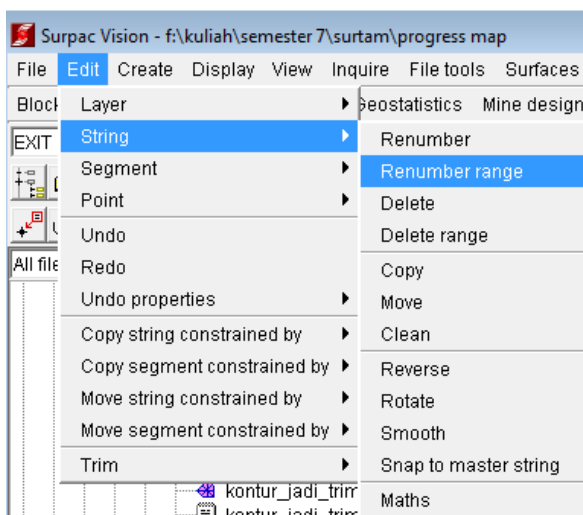 Surpac Vision - f:\kuliah\semester 7\surtam\progress map
File Edit Create Display View Inquire File tools Surfaces
Geostatistics Mine design
EXIT
All file
Layer
String
Segment
Point
Undo
Redo
Undo properties
Copy string constrained by
Copy segment constrained by
Move string constrained by
Move segment constrained by
Trim
Renumber
Renumber range
Delete
Delete range
Copy
Move
Clean
Reverse
Rotate
Smooth
Snap to master string
Maths
kontur_jadi_trim
kontur_jadi_trim